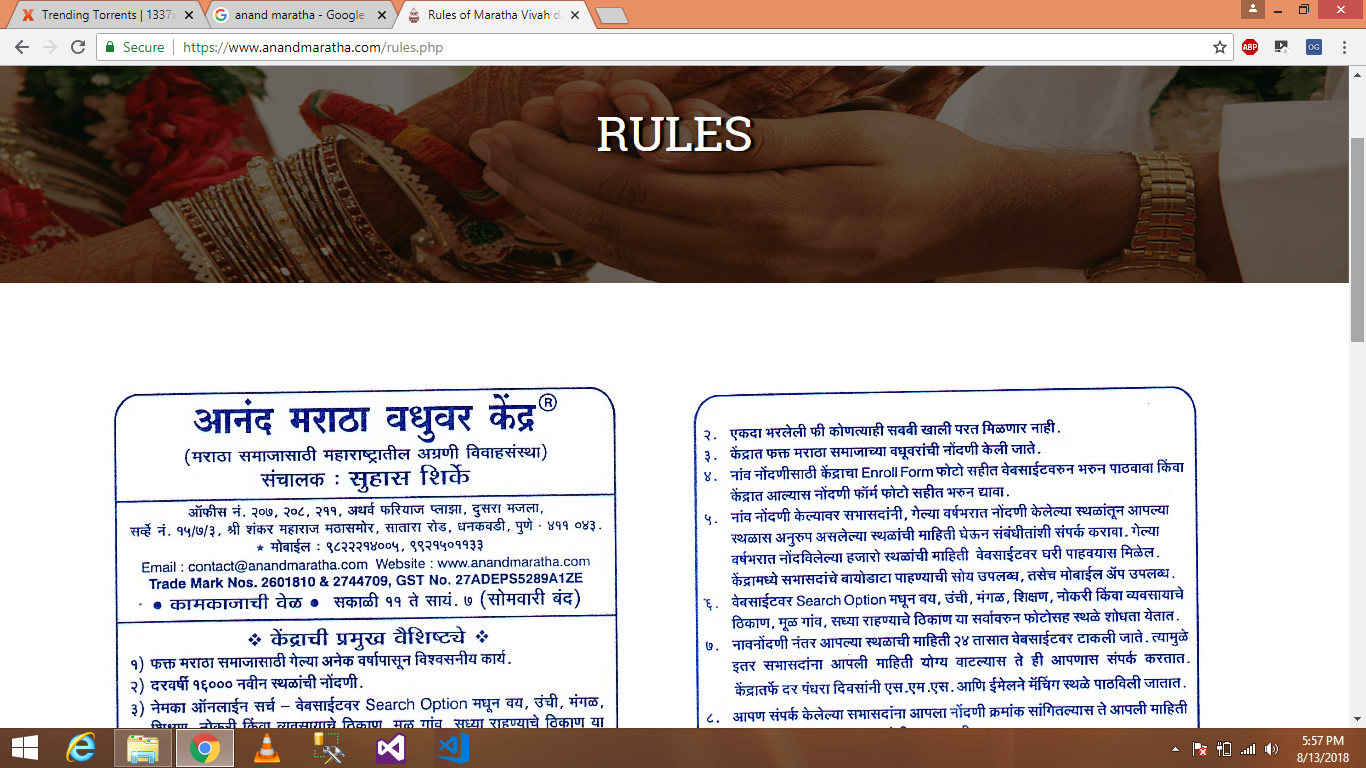 Trending Torrents | 1337x
anand maratha - Google
Rules of Maratha Vivah d
Secure
https://www.anandmaratha.com/rules.php
ABP
OG
RULES
आनंद मराठा वधुवर केंद्र®
(मराठा समाजासाठी महाराष्ट्रातील अग्रणी विवाहसंस्था)
संचालक : सुहास शिर्के
ऑफीस नं. २०७, २०८, २११, अथर्व फरियाज प्लाझा, दुसरा मजला,
सर्व्हे नं. १५/७/३, श्री शंकर महाराज मठासमोर, सातारा रोड, धनकवडी, पुणे - ४११ ०४३.
★ मोबाईल : ९८२२२१४००५, ९९२१५०११३३
Email : contact@anandmaratha.com Website : www.anandmaratha.com
Trade Mark Nos. 2601810 & 2744709, GST No. 27ADEPS5289A1ZE
● कामकाजाची वेळ ● सकाळी ११ ते सायं. ७ (सोमवारी बंद)
❖ केंद्राची प्रमुख वैशिष्ट्ये ❖
१) फक्त मराठा समाजासाठी गेल्या अनेक वर्षापासून विश्वसनीय कार्य.
२) दरवर्षी १६००० नवीन स्थळांची नोंदणी.
३) नेमका ऑनलाईन सर्च – वेबसाईटवर Search Option मधून वय, उंची, मंगळ,
शिक्षण, नोकरी किंवा व्यवसायाचे ठिकाण, मूळ गांव, सध्या राहण्याचे ठिकाण या
२. एकदा भरलेली फी कोणत्याही सबबी खाली परत मिळणार नाही.
३. केंद्रात फक्त मराठा समाजाच्या वधूवरांची नोंदणी केली जाते.
४. नांव नोंदणीसाठी केंद्राचा Enroll Form फोटो सहीत वेबसाईटवरुन भरुन पाठवावा किंवा
केंद्रात आल्यास नोंदणी फॉर्म फोटो सहीत भरुन द्यावा.
५. नांव नोंदणी केल्यावर सभासदांनी, गेल्या वर्षभरात नोंदणी केलेल्या स्थळांतून आपल्या
स्थळास अनुरुप असलेल्या स्थळांची माहिती घेऊन संबंधीतांशी संपर्क करावा. गेल्या
वर्षभरात नोंदविलेल्या हजारो स्थळांची माहिती वेबसाईटवर घरी पाहवयास मिळेल.
केंद्रामध्ये सभासदांचे बायोडाटा पाहण्याची सोय उपलब्ध, तसेच मोबाईल ॲप उपलब्ध.
६. वेबसाईटवर Search Option मधून वय, उंची, मंगळ, शिक्षण, नोकरी किंवा व्यवसायाचे
ठिकाण, मूळ गांव, सध्या राहण्याचे ठिकाण या सर्वावरुन फोटोसह स्थळे शोधता येतात.
७. नावनोंदणी नंतर आपल्या स्थळाची माहिती २४ तासात वेबसाईटवर टाकली जाते. त्यामुळे
इतर सभासदांना आपली माहिती योग्य वाटल्यास ते ही आपणास संपर्क करतात.
केंद्रातर्फे दर पंधरा दिवसांनी एस.एम.एस. आणि ईमेलने मॅचिंग स्थळे पाठविली जातात.
८. आपण संपर्क केलेल्या सभासदांना आपला नोंदणी क्रमांक सांगितल्यास ते आपली माहिती
5:57 PM
8/13/2018